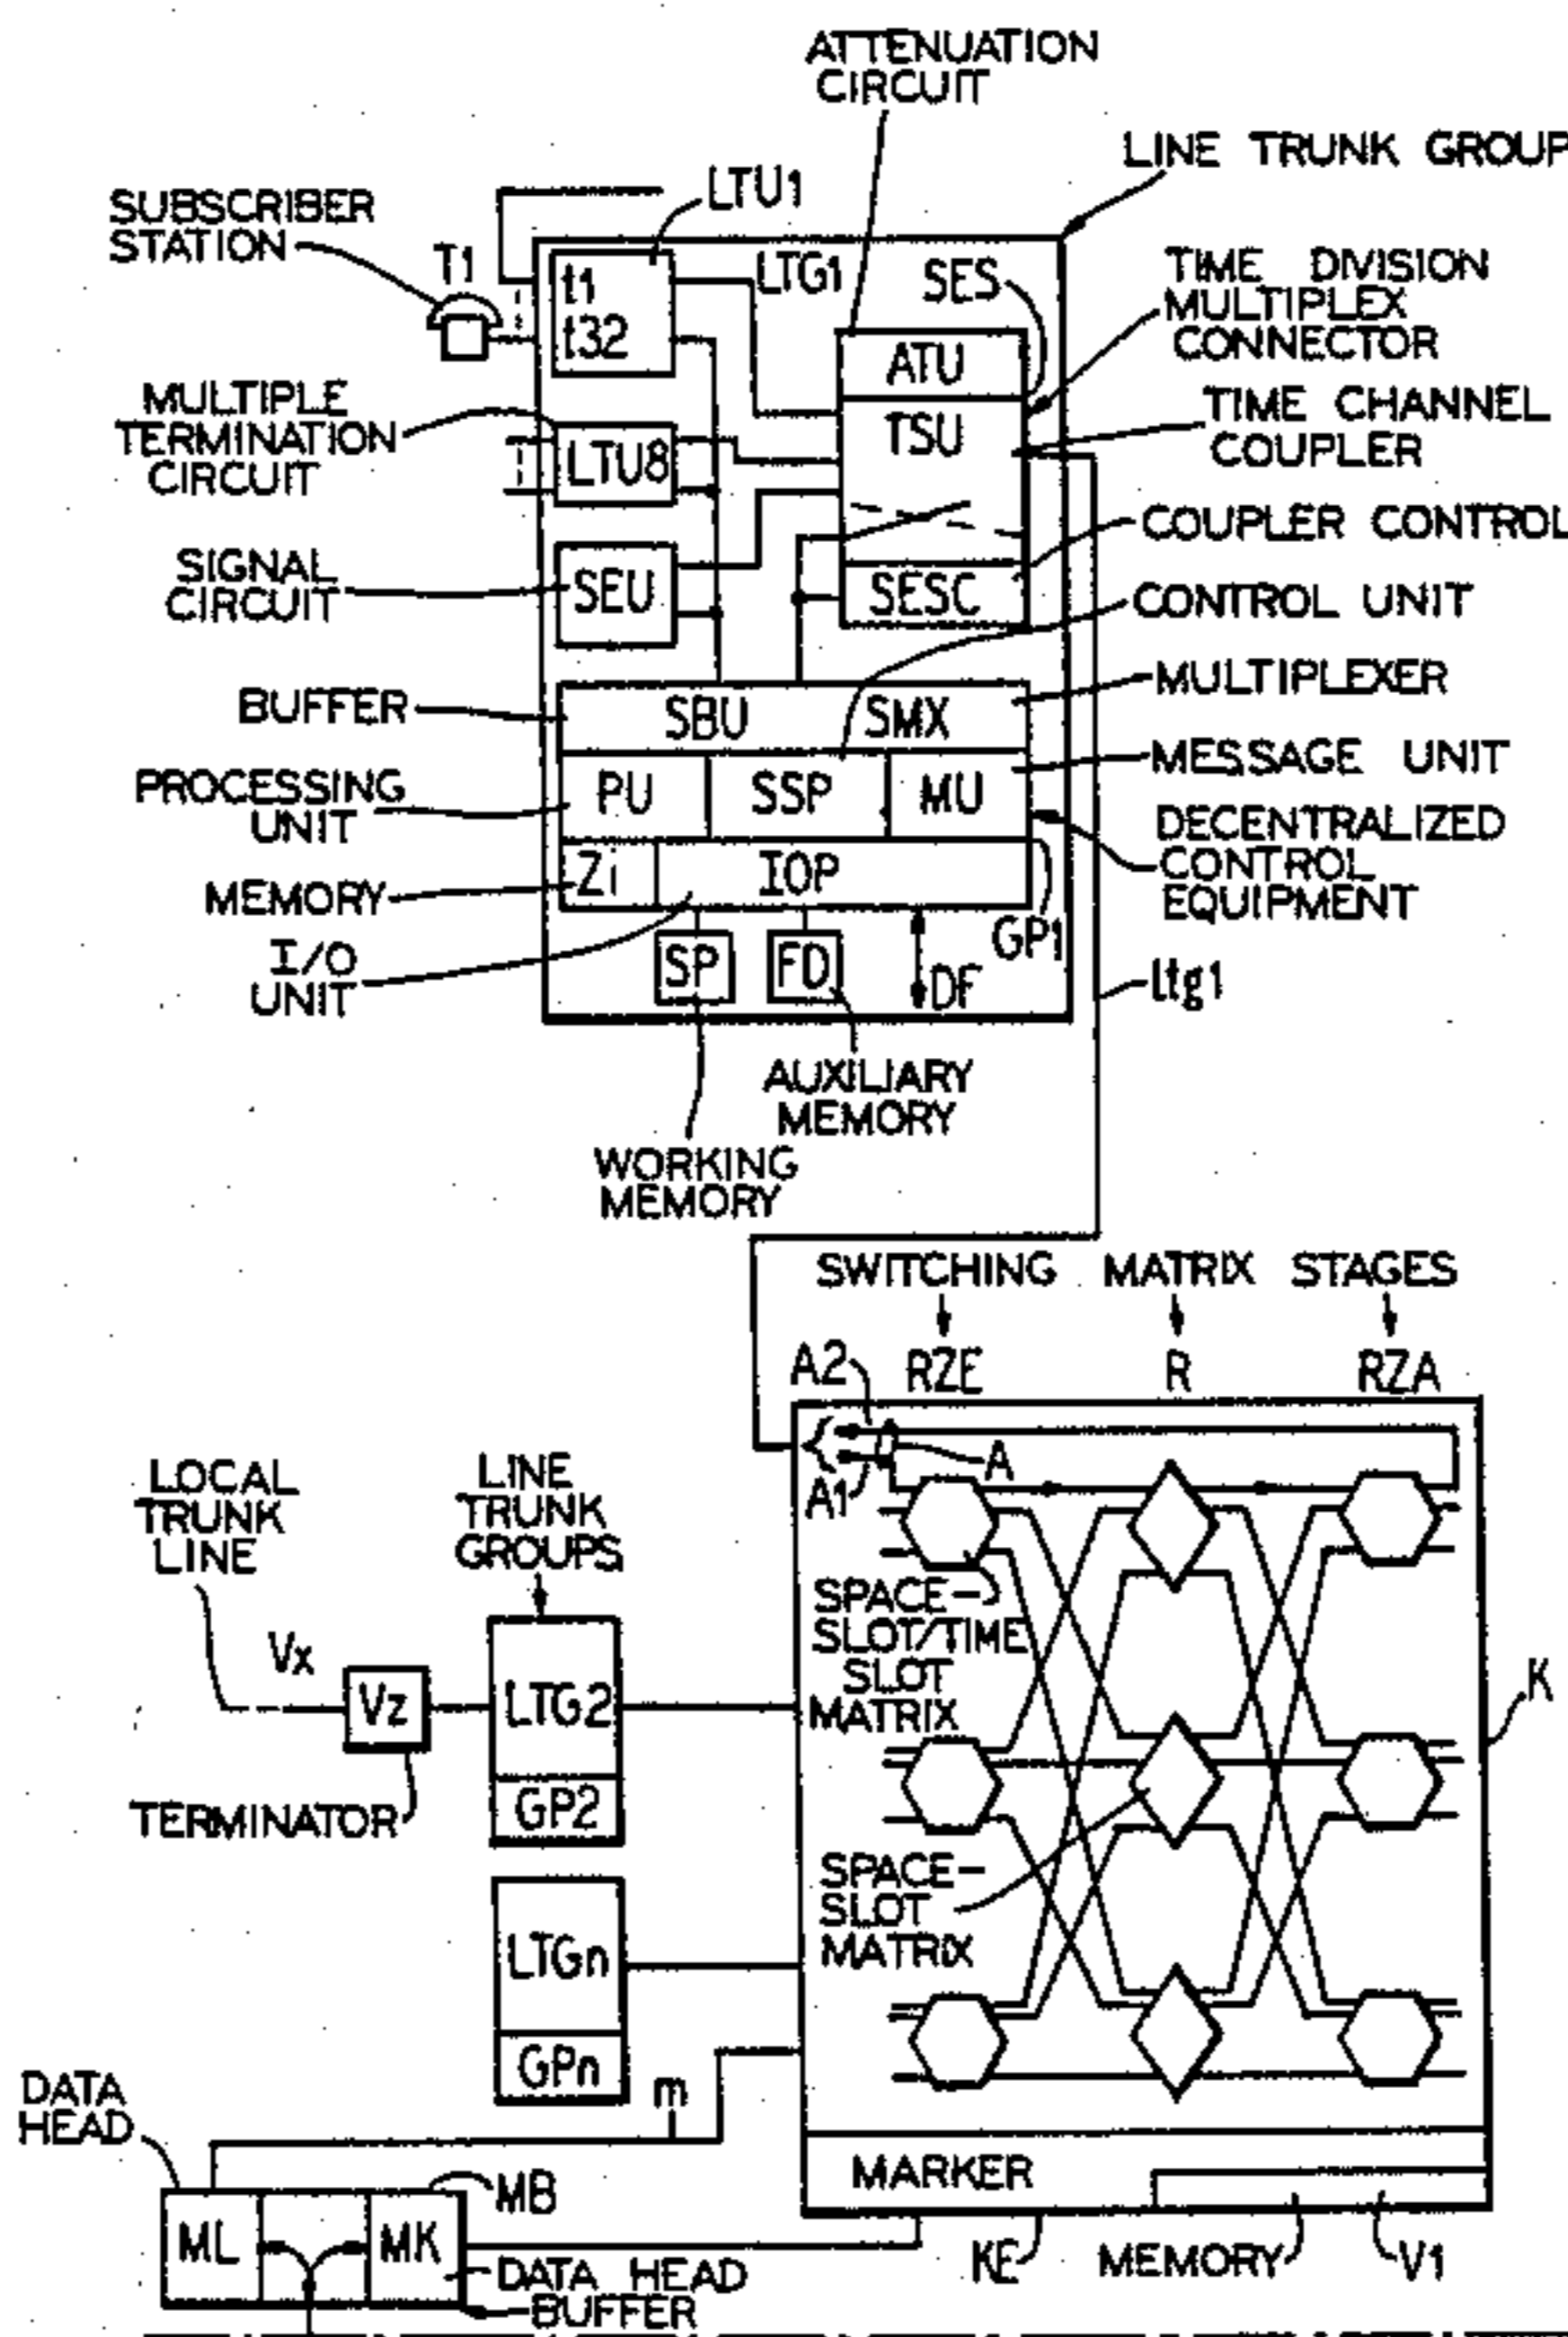 ATTENUATION
CIRCUIT
LINE TRUNK GROUP
LTU1
SUBSCRIBER
STATION
T1
t1
t32
LTG1
SES
TIME DIVISION
MULTIPLEX
CONNECTOR
ATU
MULTIPLE
TERMINATION
CIRCUIT
LTU8
TSU
TIME CHANNEL
COUPLER
COUPLER CONTROL
SIGNAL
CIRCUIT
SEU
SESC
CONTROL UNIT
BUFFER
SBU
SMX
MULTIPLEXER
PROCESSING
UNIT
PU
SSP
MU
MESSAGE UNIT
DECENTRALIZED
CONTROL
EQUIPMENT
MEMORY
Zi
IOP
GP1
I/O
UNIT
SP
FD
DF
Ltg1
AUXILIARY
MEMORY
WORKING
MEMORY
SWITCHING MATRIX STAGES
A2
RZE
R
RZA
A
A1
LOCAL
TRUNK
LINE
LINE
TRUNK
GROUPS
SPACE-
SLOT/TIME
SLOT
MATRIX
K
Vx
Vz
LTG2
TERMINATOR
GP2
SPACE-
SLOT
MATRIX
LTGn
GPn
m
DATA
HEAD
MARKER
MB
ML
MK
DATA HEAD
BUFFER
KE
MEMORY
V1